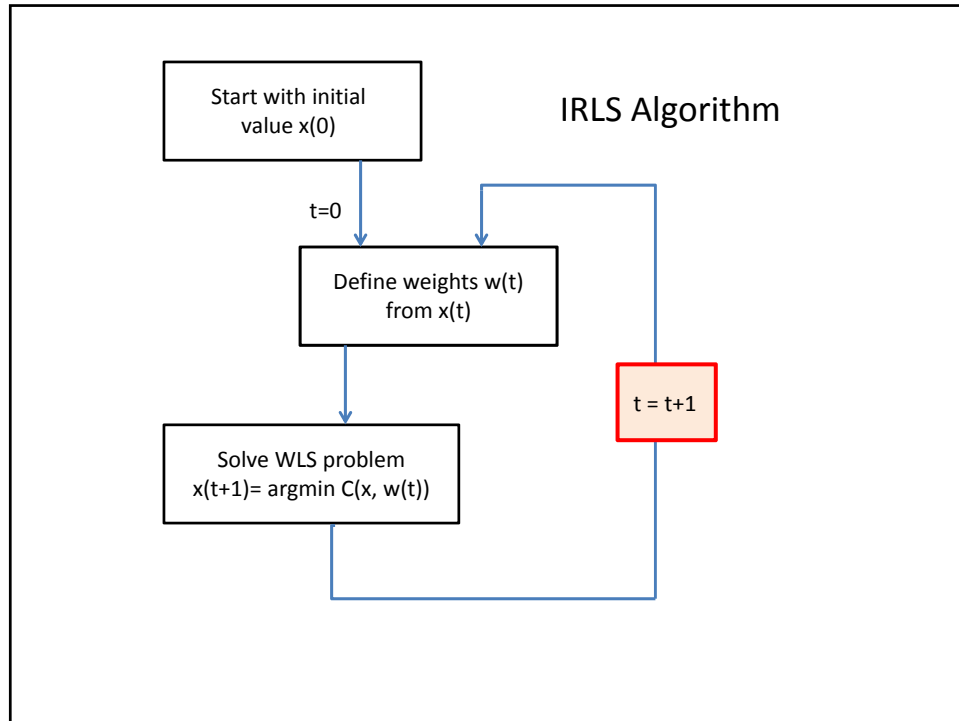 IRLS Algorithm
Start with initial
value x(0)
t=0
Define weights w(t)
from x(t)
t = t+1
Solve WLS problem
x(t+1)= argmin C(x, w(t))